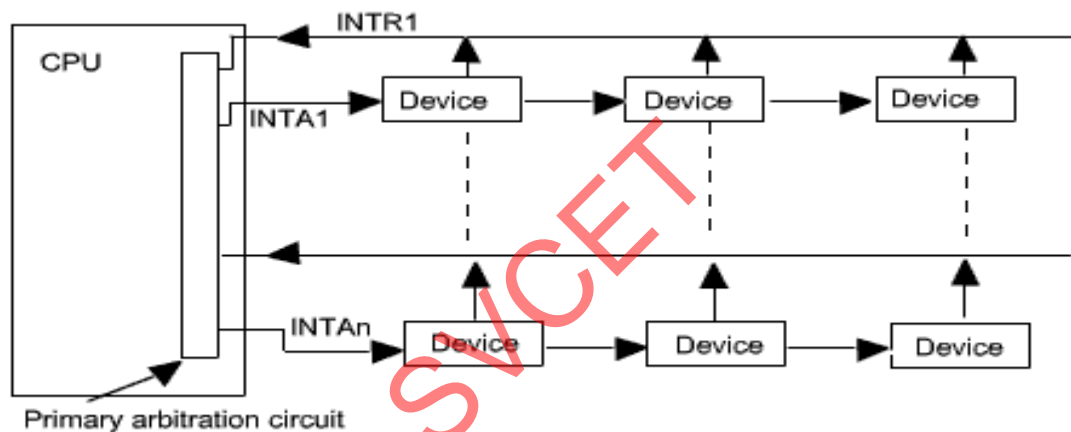 INTR1
CPU
Device Device Device
INTA1
SVCET
INTAn
Device Device Device
Primary arbitration circuit